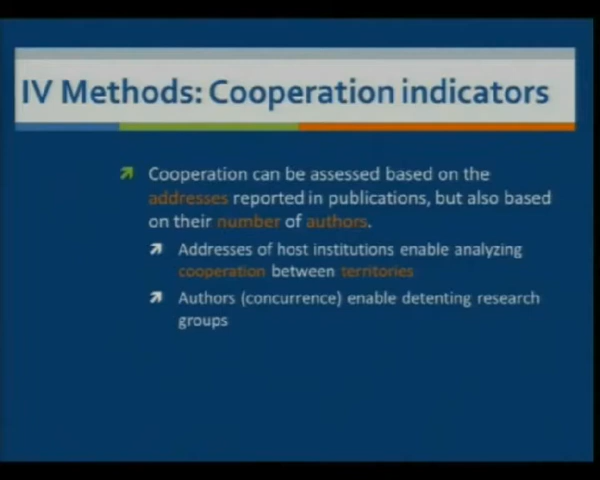 IV Methods: Cooperation indicators
Cooperation can be assessed based on the
addresses reported in publications, but also based
on their number of authors.
Addresses of host institutions enable analyzing
cooperation between territories
Authors (concurrence) enable detenting research
groups